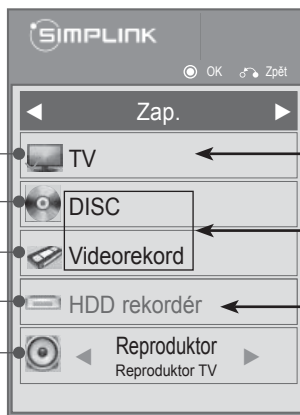 SIMPLINK
OK Zpět
Zap.
TV
DISC
Videorekord
HDD rekordér
Reproduktor
Reproduktor TV